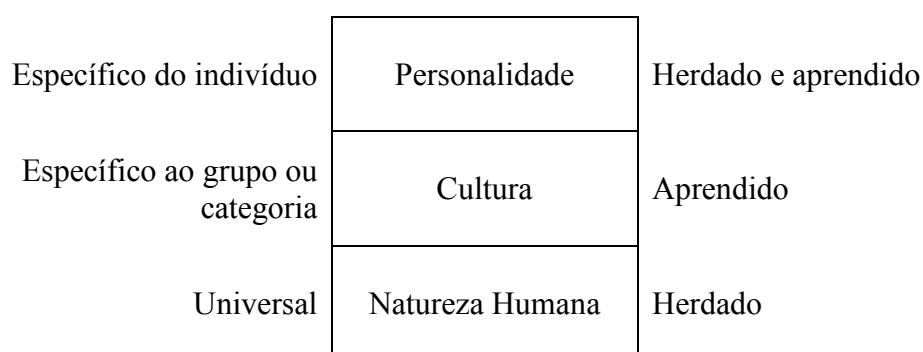 Específico do indivíduo Personalidade Herdado e aprendido
Específico ao grupo ou
categoria Cultura Aprendido
Universal Natureza Humana Herdado